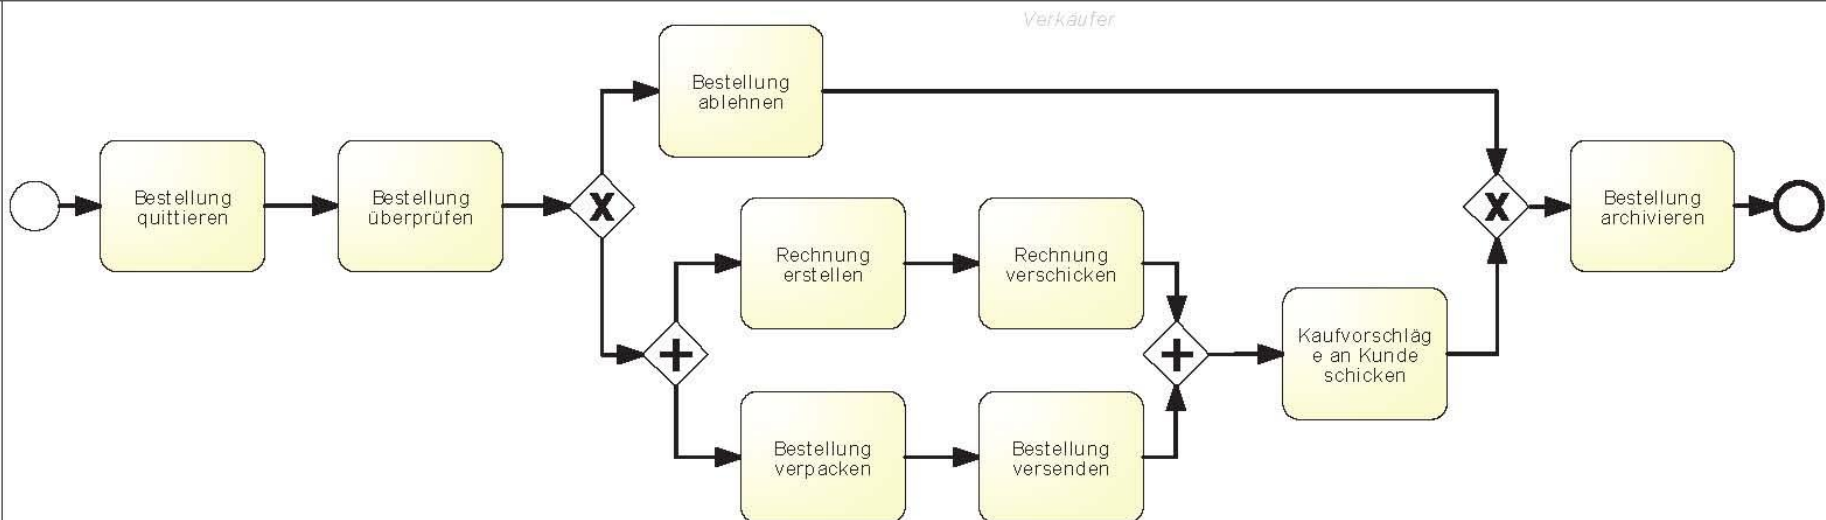 Verkäufer
Bestellung
ablehnen
Bestellung
quittieren
Bestellung
überprüfen
X
Rechnung
erstellen
Rechnung
verschicken
X
Bestellung
archivieren
Kaufvorschläg
e an Kunde
schicken
Bestellung
verpacken
Bestellung
versenden